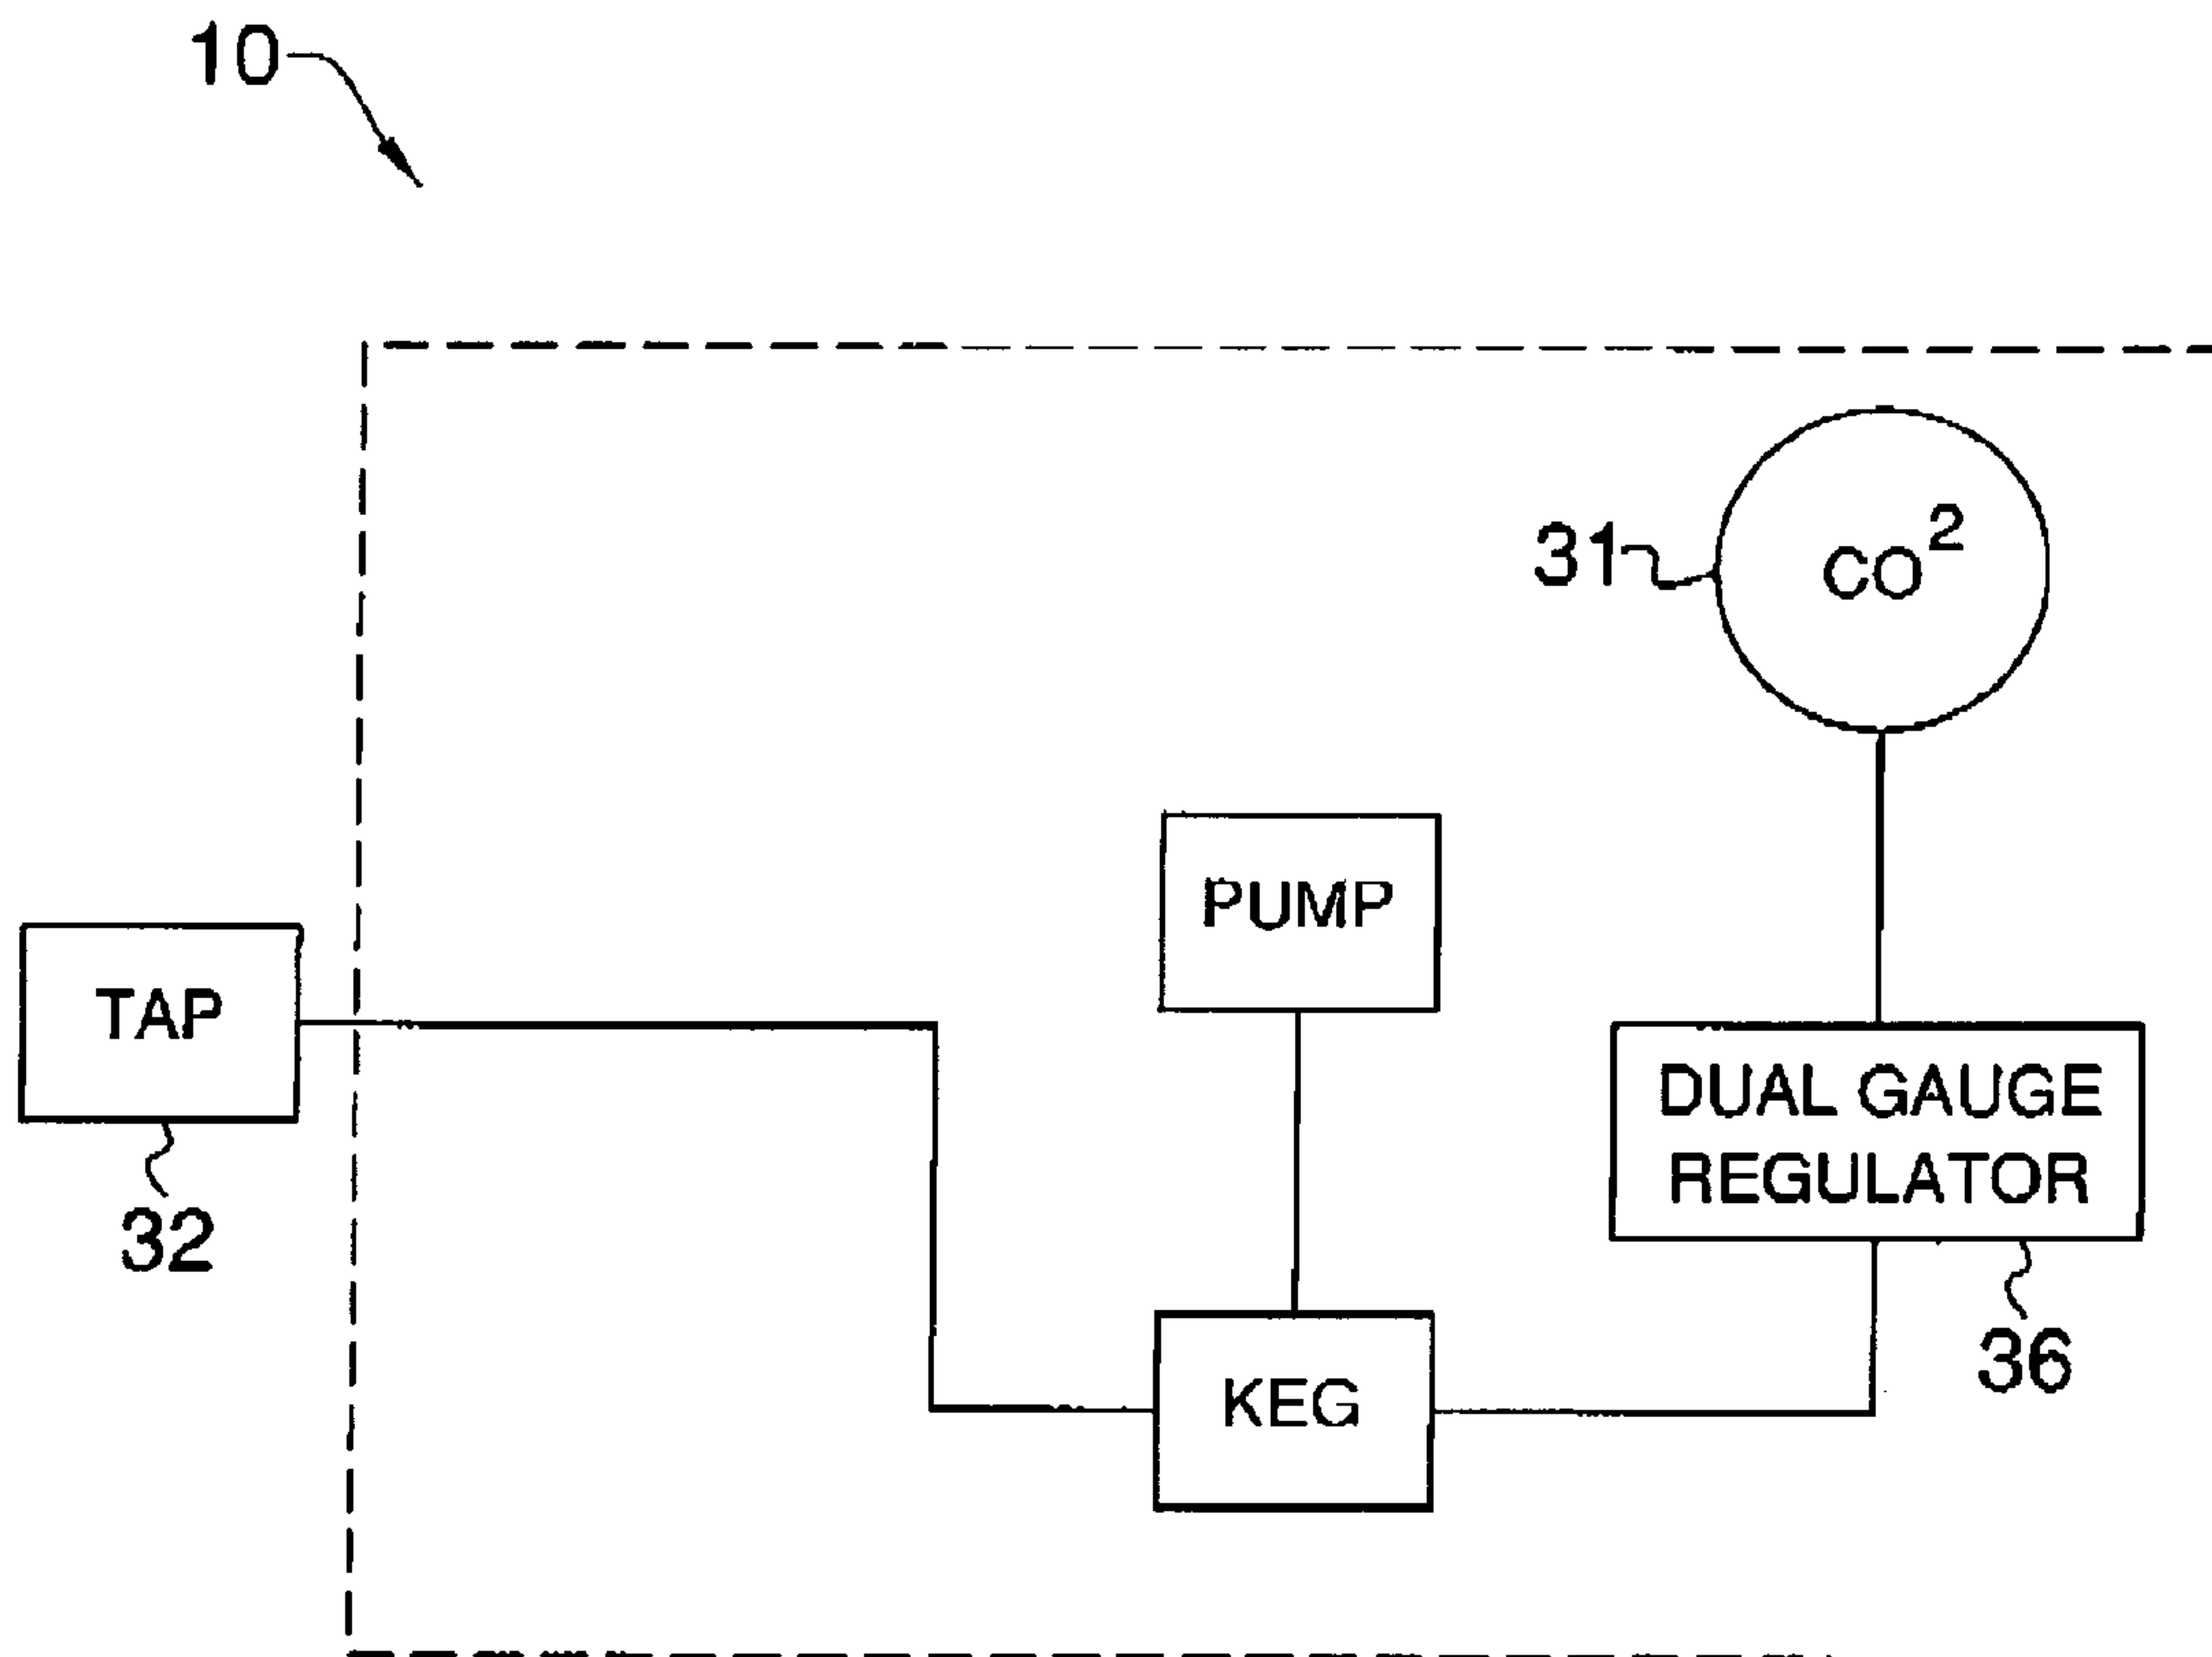 10
31
CO²
PUMP
TAP
DUAL GAUGE
REGULATOR
32
36
KEG